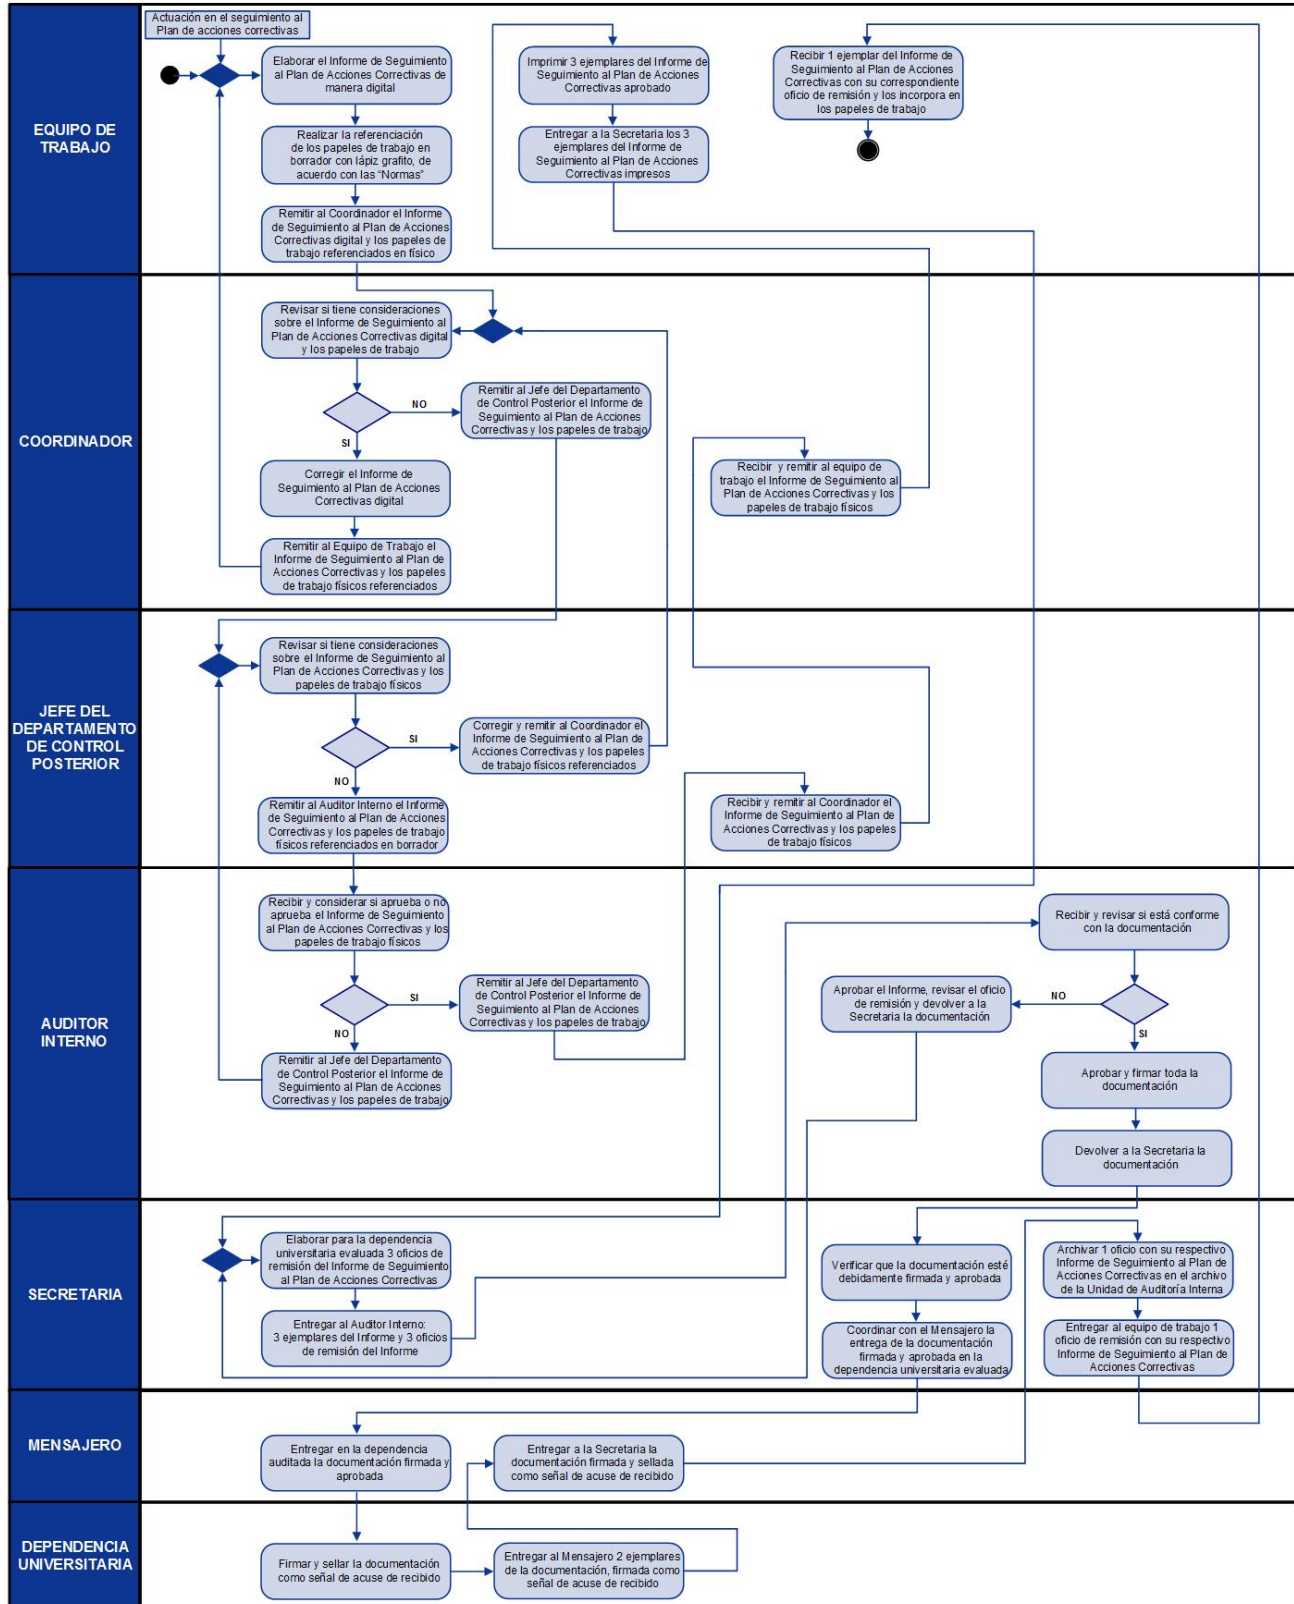 EQUIPO DE
TRABAJO
Actuación en el seguimiento al
Plan de acciones correctivas
Elaborar el Informe de Seguimiento
al Plan de Acciones Correctivas de
manera digital
Realizar la referenciación
de los papeles de trabajo en
borrador con lápiz grafito, de
acuerdo con las “Normas”
Remitir al Coordinador el Informe
de Seguimiento al Plan de Acciones
Correctivas digital y los papeles de
trabajo referenciados en físico
Imprimir 3 ejemplares del Informe de
Seguimiento al Plan de Acciones
Correctivas aprobado
Entregar a la Secretaria los 3
ejemplares del Informe de
Seguimiento al Plan de Acciones
Correctivas impresos
Recibir 1 ejemplar del Informe de
Seguimiento al Plan de Acciones
Correctivas con su correspondiente
oficio de remisión y los incorpora en
los papeles de trabajo
COORDINADOR
Revisar si tiene consideraciones
sobre el Informe de Seguimiento al
Plan de Acciones Correctivas digital
y los papeles de trabajo
NO
SI
Remitir al Jefe del Departamento
de Control Posterior el Informe de
Seguimiento al Plan de Acciones
Correctivas y los papeles de trabajo
Corregir el Informe de
Seguimiento al Plan de Acciones
Correctivas digital
Remitir al Equipo de Trabajo el
Informe de Seguimiento al Plan de
Acciones Correctivas y los papeles
de trabajo físicos referenciados
Recibir y remitir al equipo de
trabajo el Informe de Seguimiento al
Plan de Acciones Correctivas y los
papeles de trabajo físicos
JEFE DEL
DEPARTAMENTO
DE CONTROL
POSTERIOR
Revisar si tiene consideraciones
sobre el Informe de Seguimiento al
Plan de Acciones Correctivas y los
papeles de trabajo físicos
SI
NO
Corregir y remitir al Coordinador el
Informe de Seguimiento al Plan de
Acciones Correctivas y los papeles
de trabajo físicos referenciados
Remitir al Auditor Interno el Informe
de Seguimiento al Plan de Acciones
Correctivas y los papeles de trabajo
físicos referenciados en borrador
Recibir y remitir al Coordinador el
Informe de Seguimiento al Plan de
Acciones Correctivas y los papeles
de trabajo físicos
AUDITOR
INTERNO
Recibir y considerar si aprueba o no
aprueba el Informe de Seguimiento
al Plan de Acciones Correctivas y los
papeles de trabajo físicos
SI
NO
Remitir al Jefe del Departamento
de Control Posterior el Informe de
Seguimiento al Plan de Acciones
Correctivas y los papeles de trabajo
Remitir al Jefe del Departamento
de Control Posterior el Informe de
Seguimiento al Plan de Acciones
Correctivas y los papeles de trabajo
Recibir y revisar si está conforme
con la documentación
NO
SI
Aprobar el Informe, revisar el oficio
de remisión y devolver a la
Secretaria la documentación
Aprobar y firmar toda la
documentación
Devolver a la Secretaria la
documentación
SECRETARIA
Elaborar para la dependencia
universitaria evaluada 3 oficios de
remisión del Informe de Seguimiento
al Plan de Acciones Correctivas
Entregar al Auditor Interno:
3 ejemplares del Informe y 3 oficios
de remisión del Informe
Verificar que la documentación esté
debidamente firmada y aprobada
Coordinar con el Mensajero la
entrega de la documentación
firmada y aprobada en la
dependencia universitaria evaluada
Archivar 1 oficio con su respectivo
Informe de Seguimiento al Plan de
Acciones Correctivas en el archivo
de la Unidad de Auditoría Interna
Entregar al equipo de trabajo 1
oficio de remisión con su respectivo
Informe de Seguimiento al Plan de
Acciones Correctivas
MENSAJERO
Entregar en la dependencia
auditada la documentación firmada y
aprobada
Entregar a la Secretaria la
documentación firmada y sellada
como señal de acuse de recibido
DEPENDENCIA
UNIVERSITARIA
Firmar y sellar la documentación
como señal de acuse de recibido
Entregar al Mensajero 2 ejemplares
de la documentación, firmada como
señal de acuse de recibido